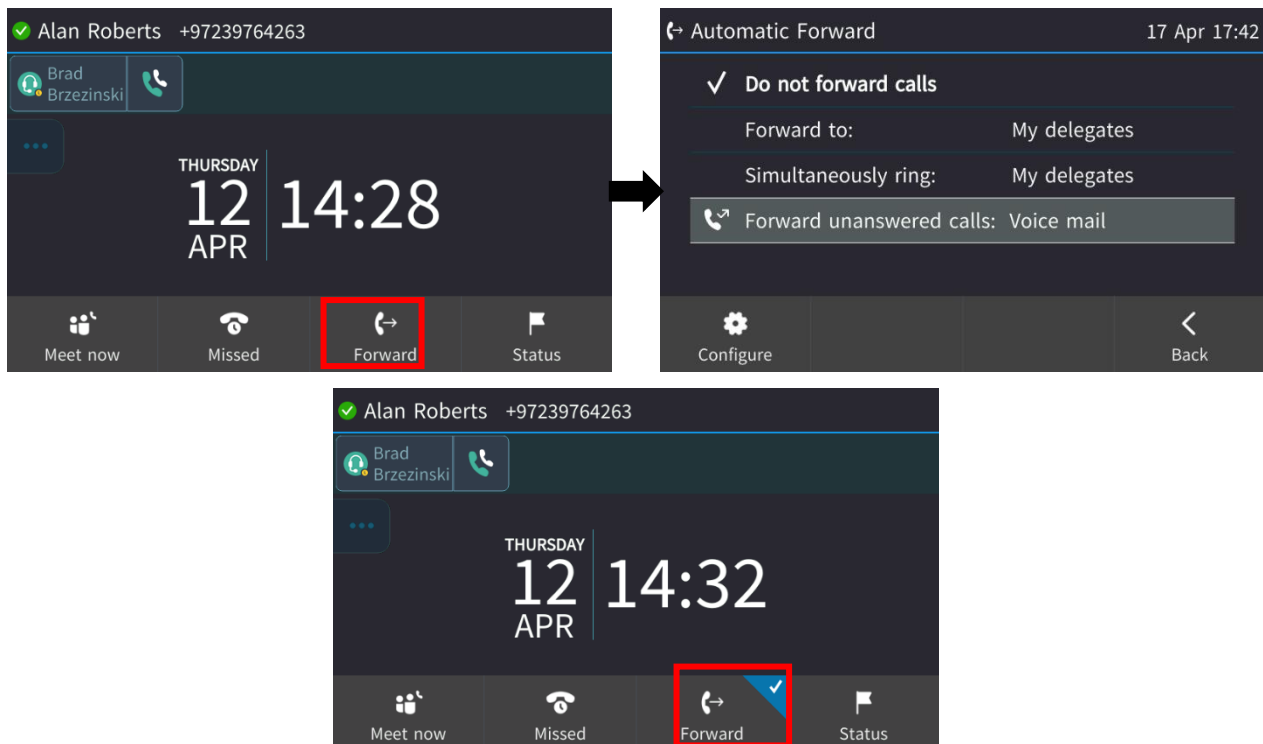 Alan Roberts +97239764263
Brad
Brzezinski
THURSDAY
12
APR
14:28
Meet now
Missed
Forward
Status
Automatic Forward 17 Apr 17:42
Do not forward calls
Forward to: My delegates
Simultaneously ring: My delegates
Forward unanswered calls: Voice mail
Configure
Back
Alan Roberts +97239764263
Brad
Brzezinski
THURSDAY
12
APR
14:32
Meet now
Missed
Forward
Status